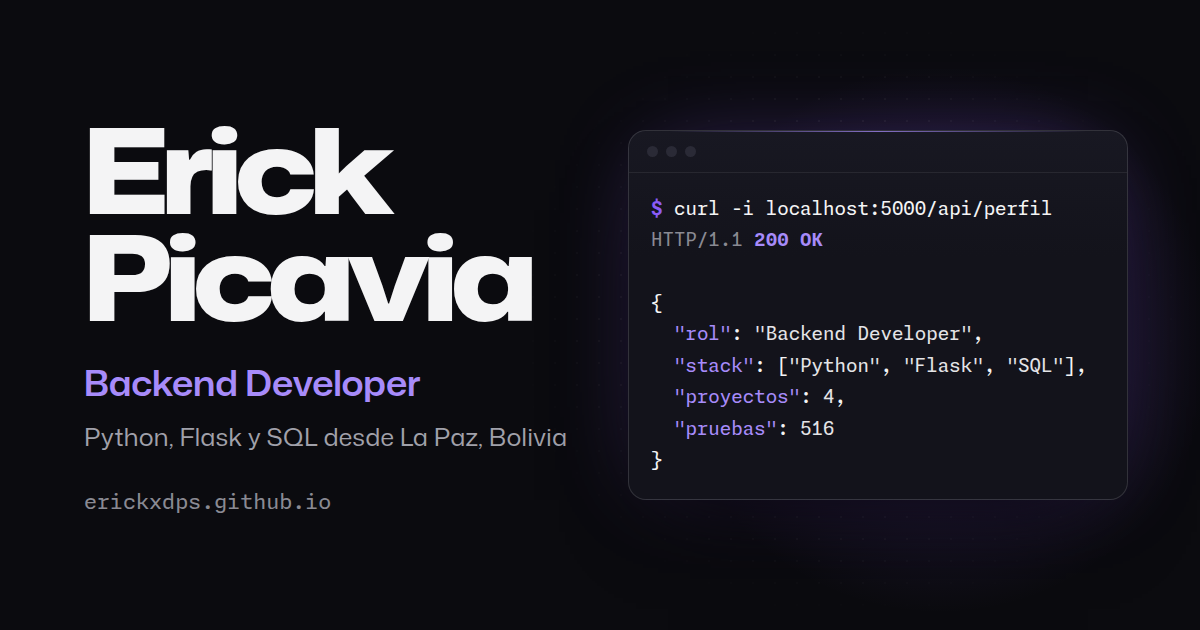 Erick
Picavia
Backend Developer
Python, Flask y SQL desde La Paz, Bolivia
erickxdps.github.io
$ curl -i localhost:5000/api/perfil
HTTP/1.1 200 OK
{
"rol": "Backend Developer",
"stack": ["Python", "Flask", "SQL"],
"proyectos": 4,
"pruebas": 516
}